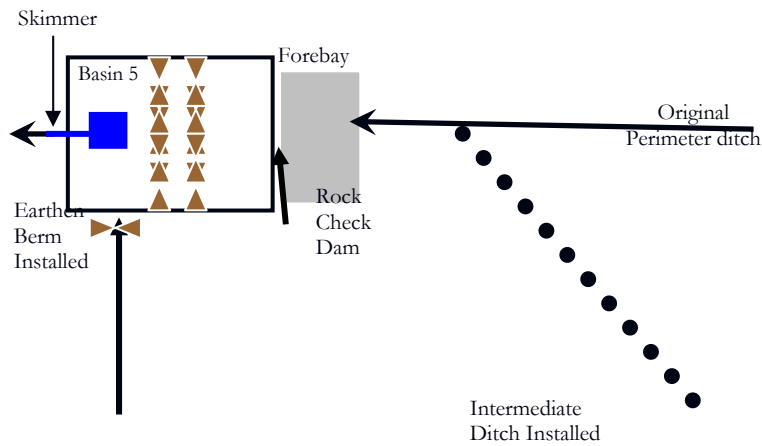 Skimmer
Forebay
Basin 5
Original
Perimeter ditch
Rock
Check
Dam
Earthen
Berm
Installed
Intermediate
Ditch Installed